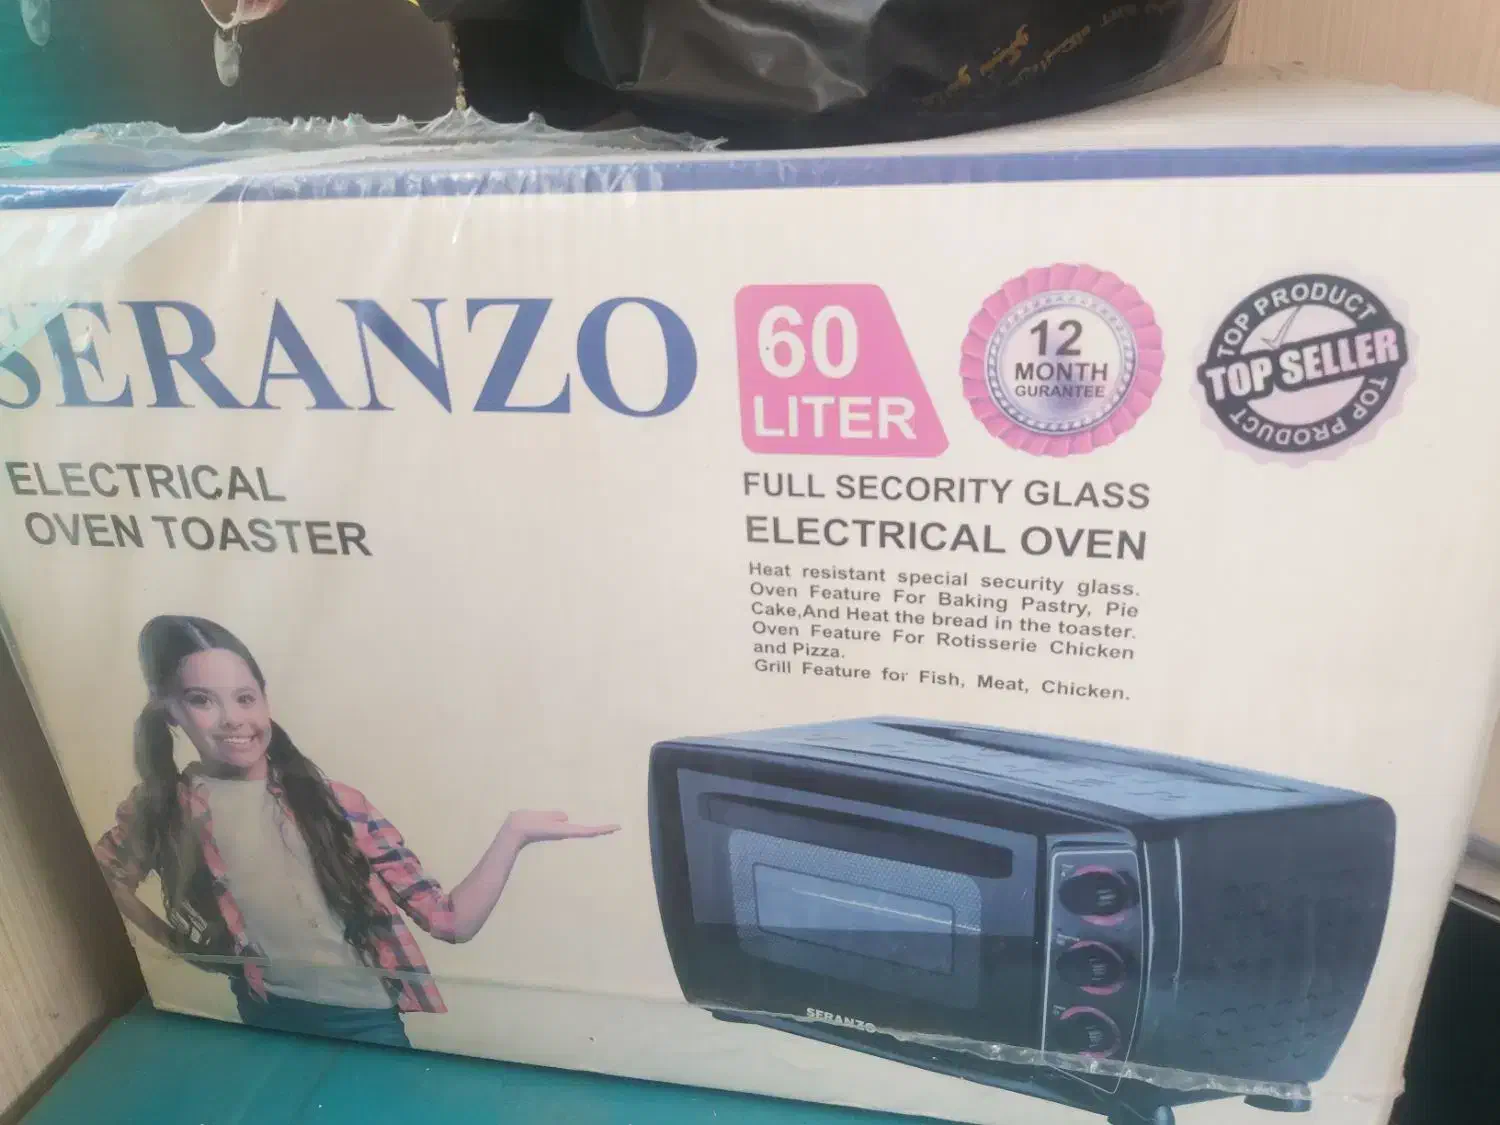 SERANZO
ELECTRICAL
OVEN TOASTER
60
LITER
12
MONTH
GURANTEE
TOP PRODUCT
TOP SELLER
TOP PRODUCT
FULL SECORITY GLASS
ELECTRICAL OVEN
Heat resistant special security glass.
Oven Feature For Baking Pastry, Pie
Cake,And Heat the bread in the toaster.
Oven Feature For Rotisserie Chicken
and Pizza.
Grill Feature for Fish, Meat, Chicken.
SERANZO